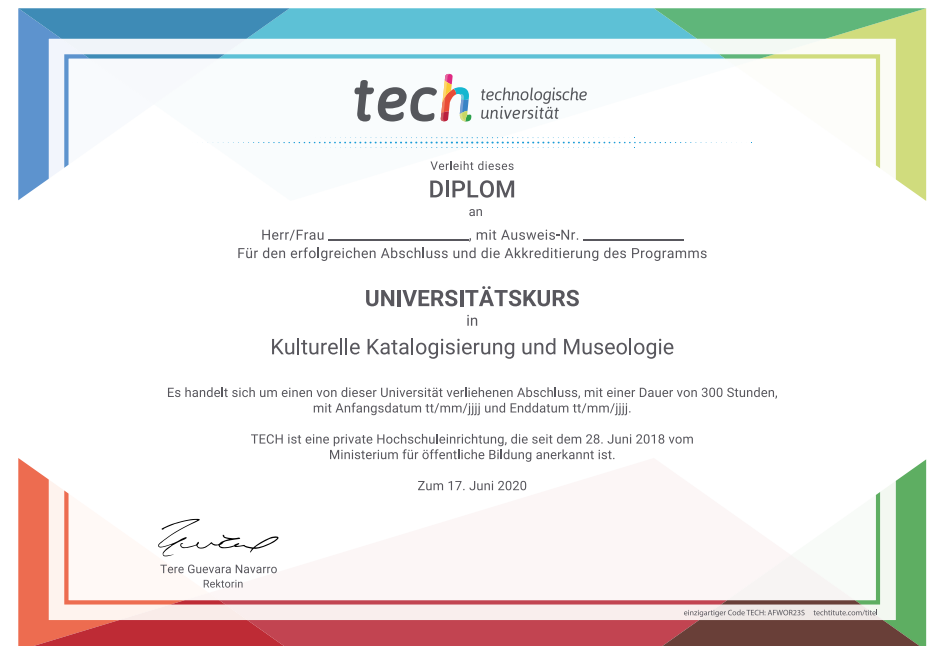 tech technologische
universität
Verleiht dieses
DIPLOM
an
Herr/Frau ____________, mit Ausweis-Nr. ____________
Für den erfolgreichen Abschluss und die Akkreditierung des Programms
UNIVERSITÄTSKURS
in
Kulturelle Katalogisierung und Museologie
Es handelt sich um einen von dieser Universität verliehenen Abschluss, mit einer Dauer von 300 Stunden,
mit Anfangsdatum tt/mm/jjjj und Enddatum tt/mm/jjjj.
TECH ist eine private Hochschuleinrichtung, die seit dem 28. Juni 2018 vom
Ministerium für öffentliche Bildung anerkannt ist.
Zum 17. Juni 2020
Tere Guevara Navarro
Rektorin
einzigartiger Code TECH: AFWOR23S techtitute.com/titel